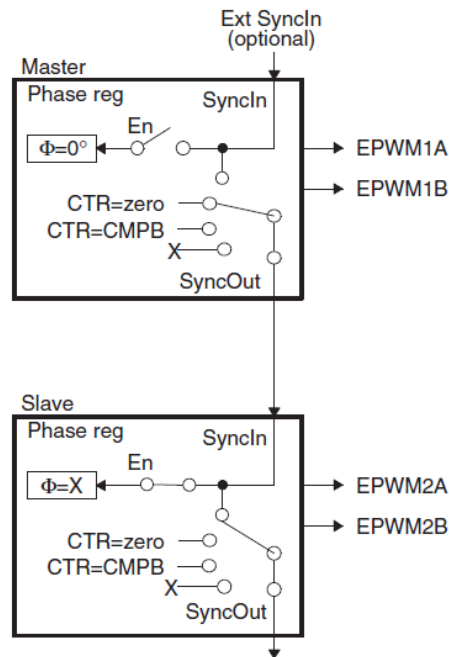 Ext SyncIn
(optional)
Master
Phase reg
SyncIn
En
Φ=0°
EPWM1A
EPWM1B
CTR=zero
CTR=CMPB
X
SyncOut
Slave
Phase reg
SyncIn
En
Φ=X
EPWM2A
EPWM2B
CTR=zero
CTR=CMPB
X
SyncOut